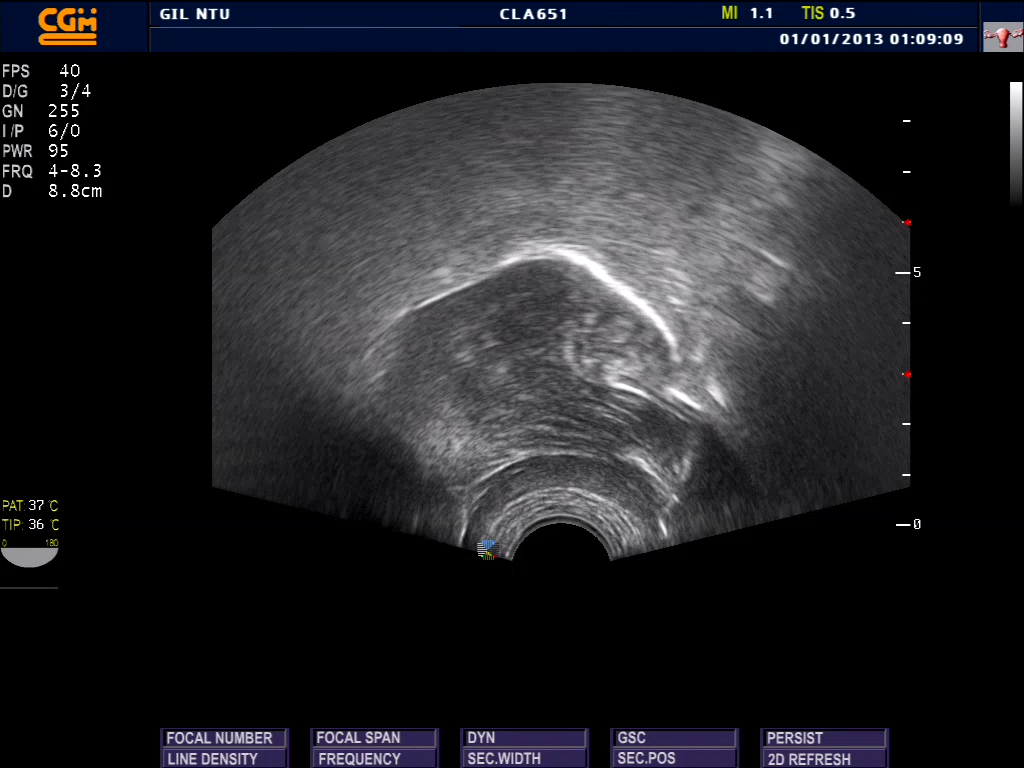 CGM
GIL NTU CLA651 MI 1.1 TIS 0.5
01/01/2013 01:09:09
FPS 40
D/G 3/4
GN 255
I/P 6/0
PWR 95
FRQ 4-8.3
D 8.8cm
5
PAT: 37 °C
TIP: 36 °C
0 180
0
FOCAL NUMBER FOCAL SPAN DYN GSC PERSIST
LINE DENSITY FREQUENCY SEC.WIDTH SEC.POS 2D REFRESH